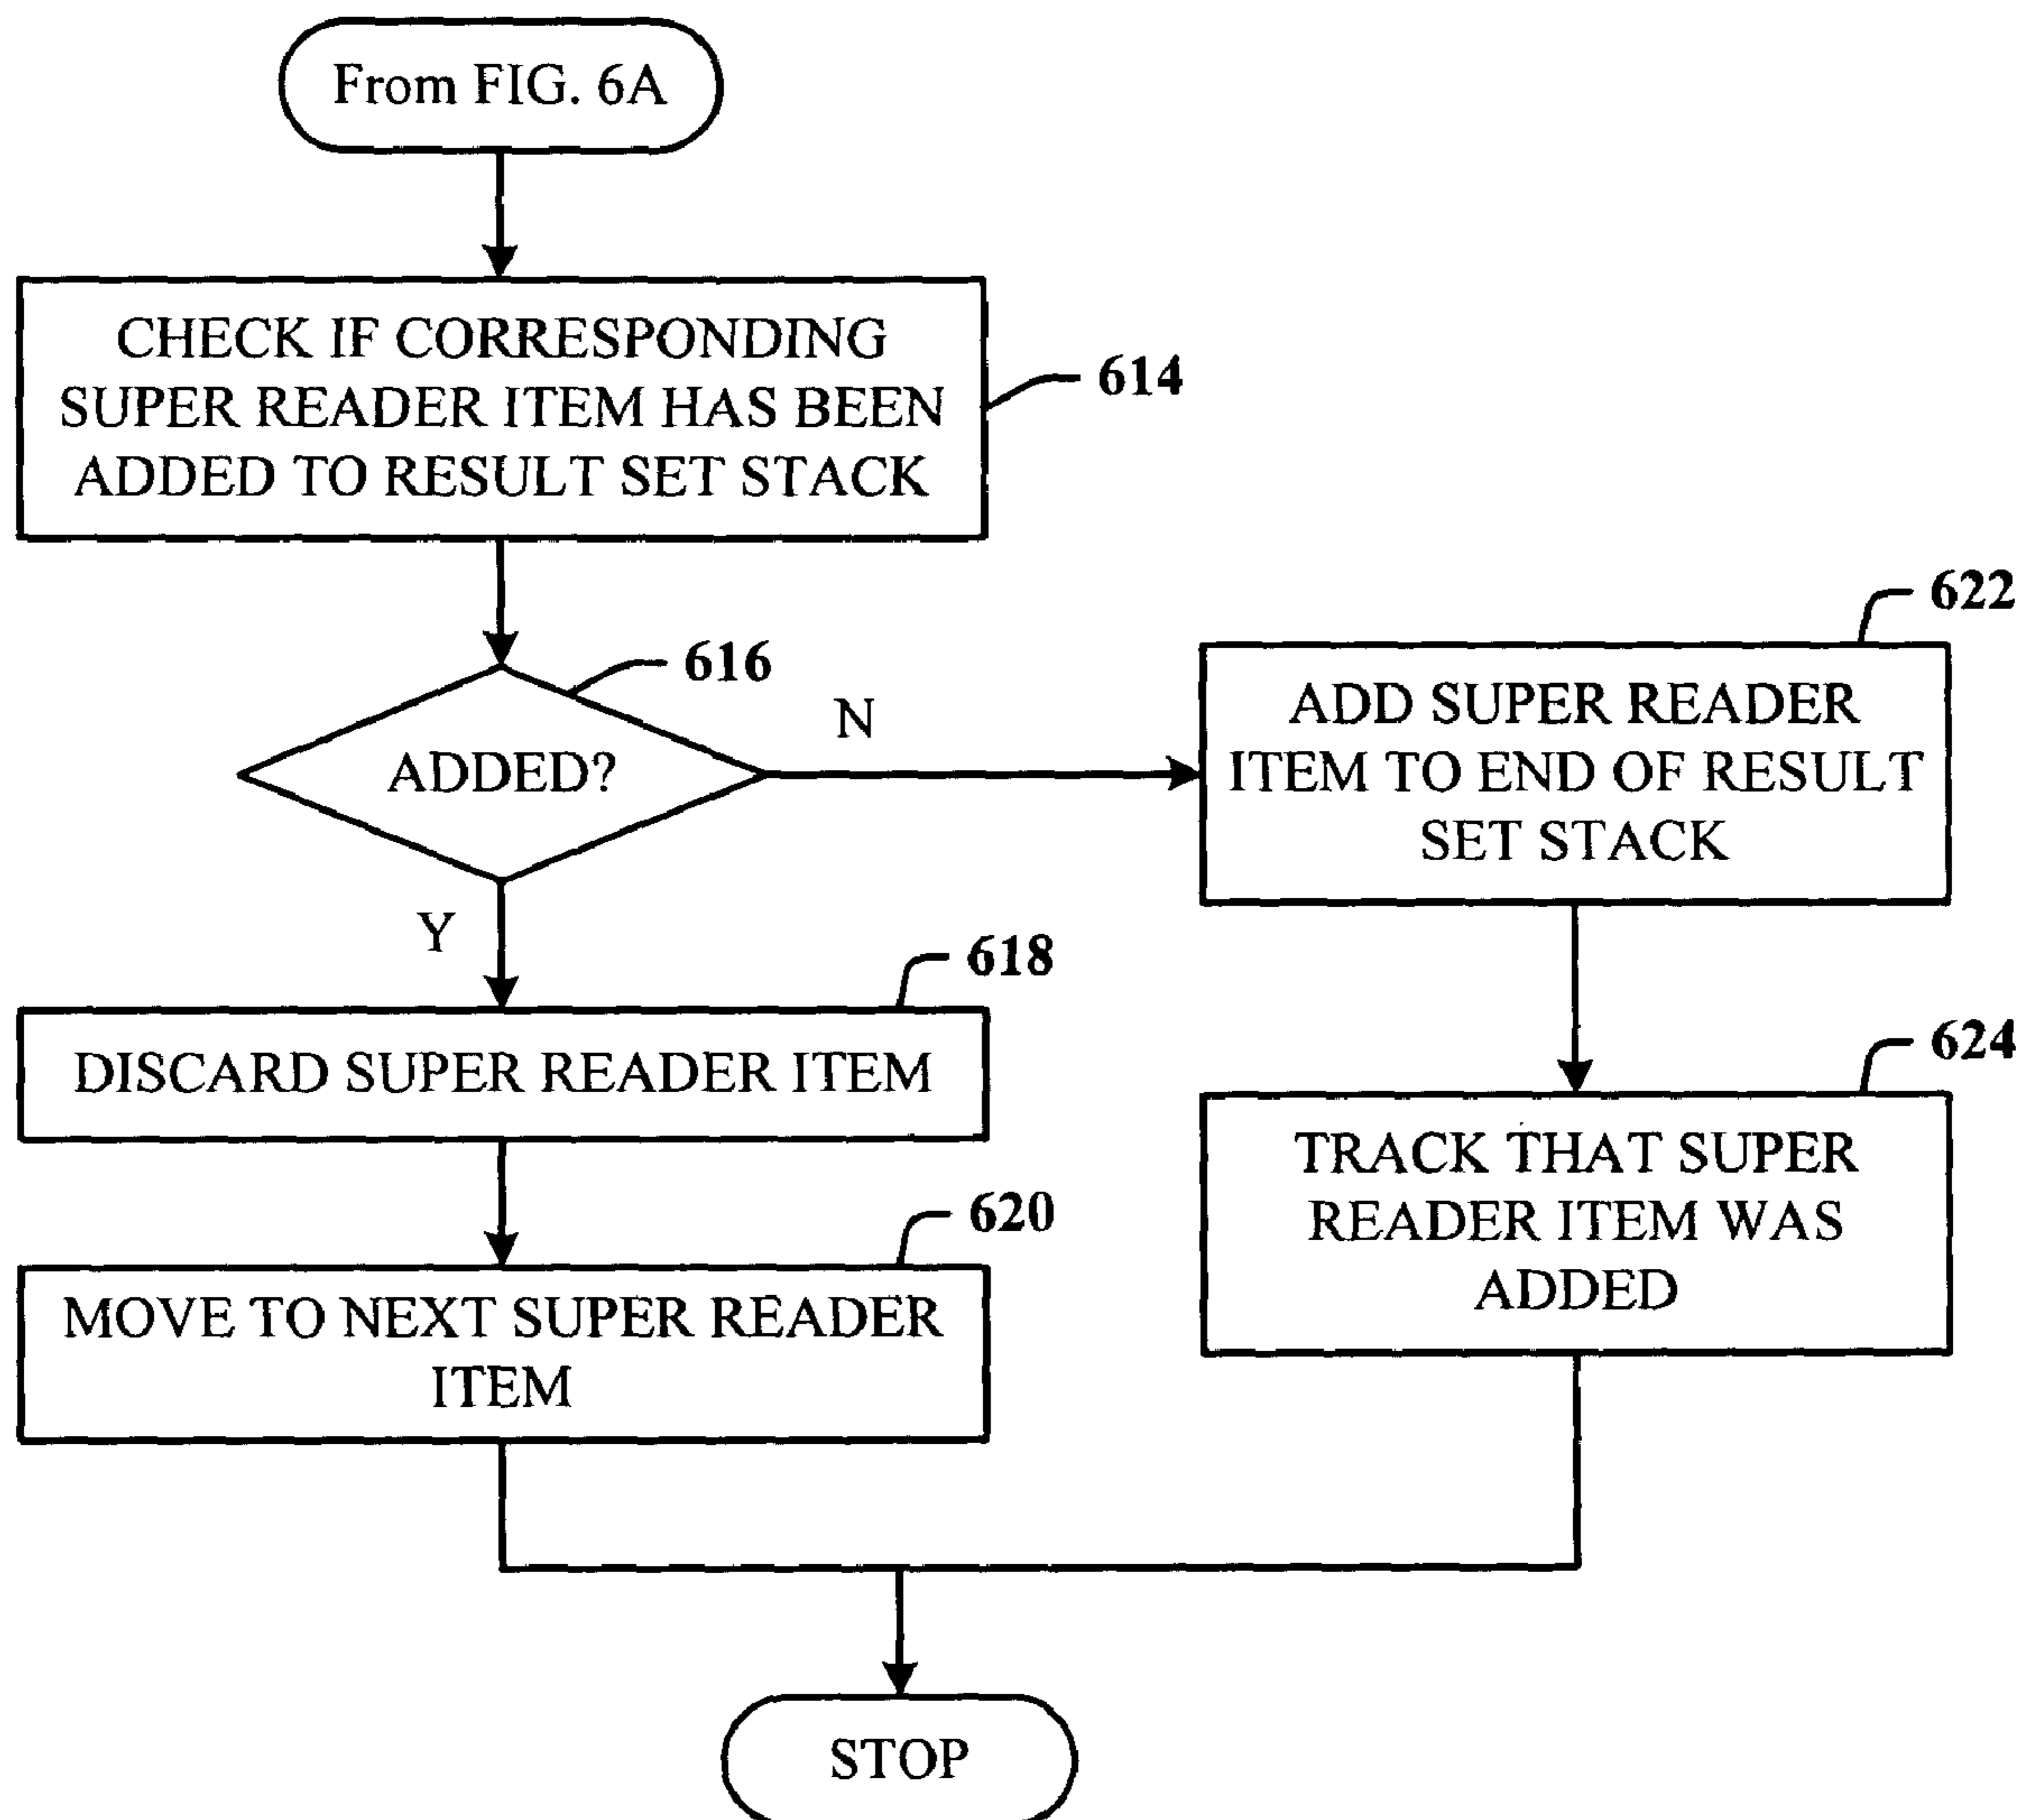 From FIG. 6A
CHECK IF CORRESPONDING
SUPER READER ITEM HAS BEEN
ADDED TO RESULT SET STACK
614
616
ADDED?
N
Y
622
ADD SUPER READER
ITEM TO END OF RESULT
SET STACK
618
DISCARD SUPER READER ITEM
624
TRACK THAT SUPER
READER ITEM WAS
ADDED
620
MOVE TO NEXT SUPER READER
ITEM
STOP